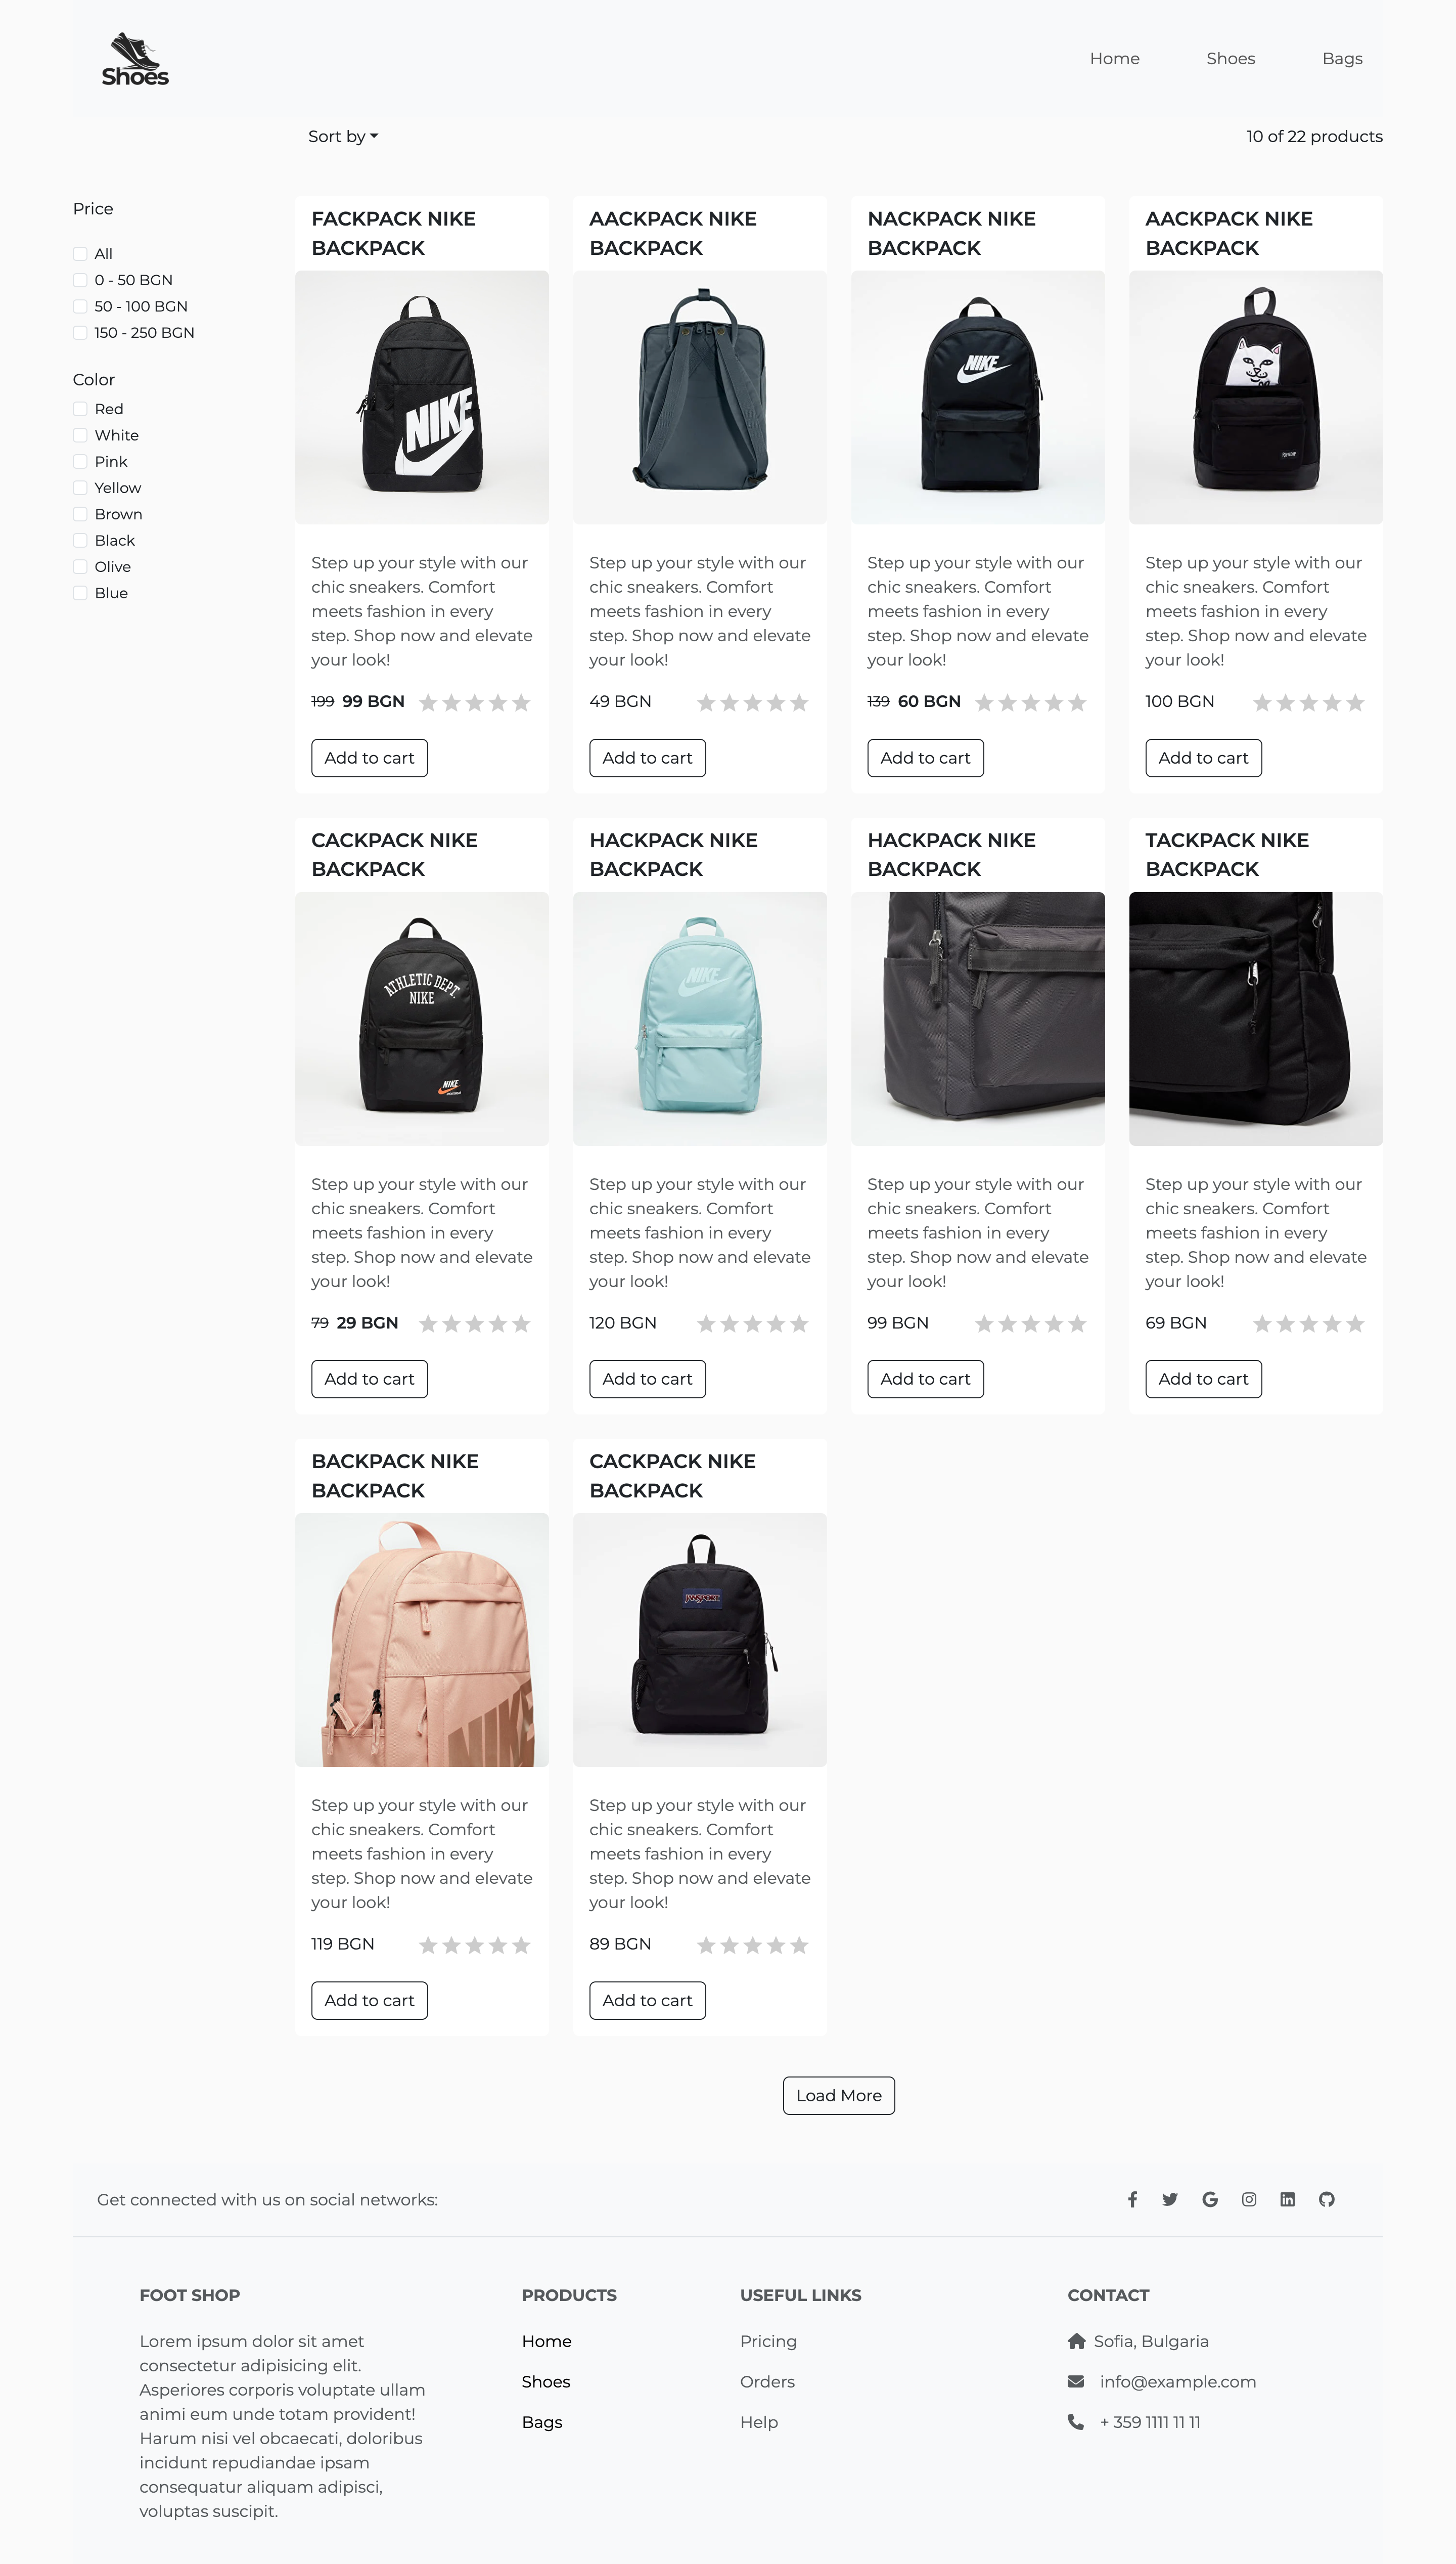 Shoes
Home
Shoes
Bags
Sort by
10 of 22 products
Price
All
0 - 50 BGN
50 - 100 BGN
150 - 250 BGN
Color
Red
White
Pink
Yellow
Brown
Black
Olive
Blue
FACKPACK NIKE
BACKPACK
NIKE
Step up your style with our
chic sneakers. Comfort
meets fashion in every
step. Shop now and elevate
your look!
199 99 BGN
Add to cart
AACKPACK NIKE
BACKPACK
Step up your style with our
chic sneakers. Comfort
meets fashion in every
step. Shop now and elevate
your look!
49 BGN
Add to cart
NACKPACK NIKE
BACKPACK
NIKE
Step up your style with our
chic sneakers. Comfort
meets fashion in every
step. Shop now and elevate
your look!
139 60 BGN
Add to cart
AACKPACK NIKE
BACKPACK
Step up your style with our
chic sneakers. Comfort
meets fashion in every
step. Shop now and elevate
your look!
100 BGN
Add to cart
CACKPACK NIKE
BACKPACK
ATHLETIC DEPT.
NIKE
NIKE
Step up your style with our
chic sneakers. Comfort
meets fashion in every
step. Shop now and elevate
your look!
79 29 BGN
Add to cart
HACKPACK NIKE
BACKPACK
NIKE
Step up your style with our
chic sneakers. Comfort
meets fashion in every
step. Shop now and elevate
your look!
120 BGN
Add to cart
HACKPACK NIKE
BACKPACK
Step up your style with our
chic sneakers. Comfort
meets fashion in every
step. Shop now and elevate
your look!
99 BGN
Add to cart
TACKPACK NIKE
BACKPACK
Step up your style with our
chic sneakers. Comfort
meets fashion in every
step. Shop now and elevate
your look!
69 BGN
Add to cart
BACKPACK NIKE
BACKPACK
Step up your style with our
chic sneakers. Comfort
meets fashion in every
step. Shop now and elevate
your look!
119 BGN
Add to cart
CACKPACK NIKE
BACKPACK
JANSPORT
Step up your style with our
chic sneakers. Comfort
meets fashion in every
step. Shop now and elevate
your look!
89 BGN
Add to cart
Load More
Get connected with us on social networks:
FOOT SHOP
Lorem ipsum dolor sit amet
consectetur adipisicing elit.
Asperiores corporis voluptate ullam
animi eum unde totam provident!
Harum nisi vel obcaecati, doloribus
incidunt repudiandae ipsam
consequatur aliquam adipisci,
voluptas suscipit.
PRODUCTS
Home
Shoes
Bags
USEFUL LINKS
Pricing
Orders
Help
CONTACT
Sofia, Bulgaria
info@example.com
+ 359 1111 11 11